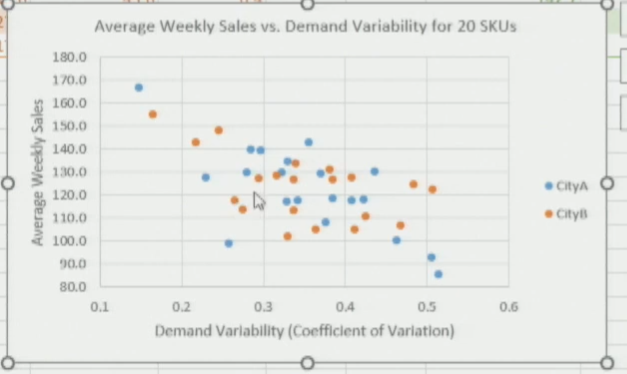 Average Weekly Sales vs. Demand Variability for 20 SKUs
180.0
170.0
160.0
150.0
140.0
130.0
120.0
110.0
100.0
90.0
80.0
Average Weekly Sales
0.1 0.2 0.3 0.4 0.5 0.6
Demand Variability (Coefficient of Variation)
CityA
CityB